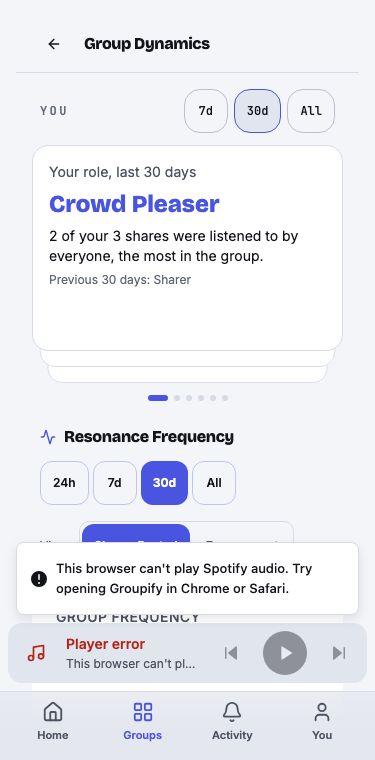 Group Dynamics
YOU
7d
30d
All
Your role, last 30 days
Crowd Pleaser
2 of your 3 shares were listened to by
everyone, the most in the group.
Previous 30 days: Sharer
Resonance Frequency
24h
7d
30d
All
This browser can't play Spotify audio. Try
opening Groupify in Chrome or Safari.
GROUP FREQUENCY
Player error
This browser can't pl...
Home
Groups
Activity
You